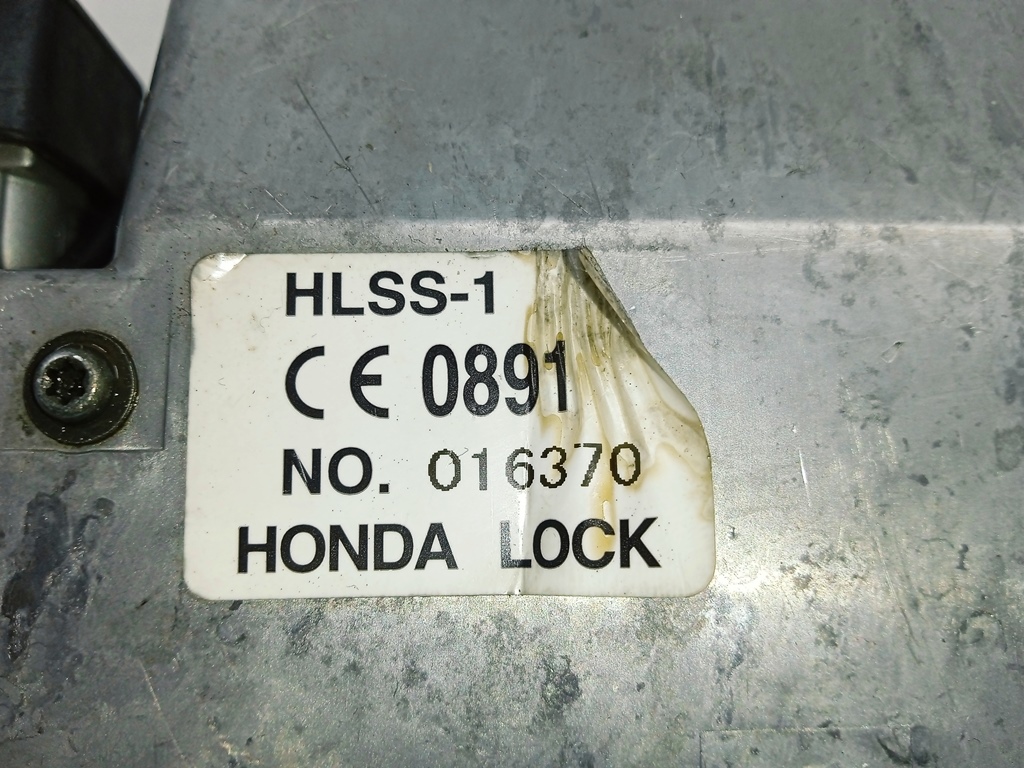 HLSS-1
CE 0891
NO. 016370
HONDA LOCK